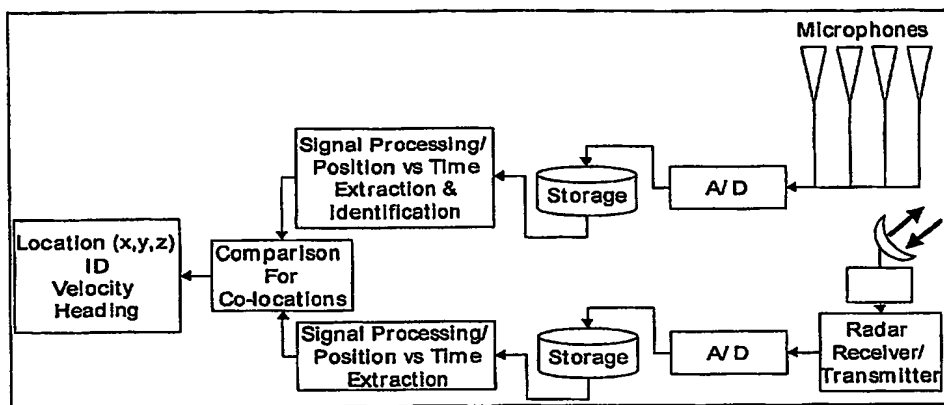 Microphones
Signal Processing/
Position vs Time
Extraction &
Identification
Storage
A/D
Location (x,y,z)
ID
Velocity
Heading
Comparison
For
Co-locations
Signal Processing/
Position vs Time
Extraction
Storage
A/D
Radar
Receiver/
Transmitter